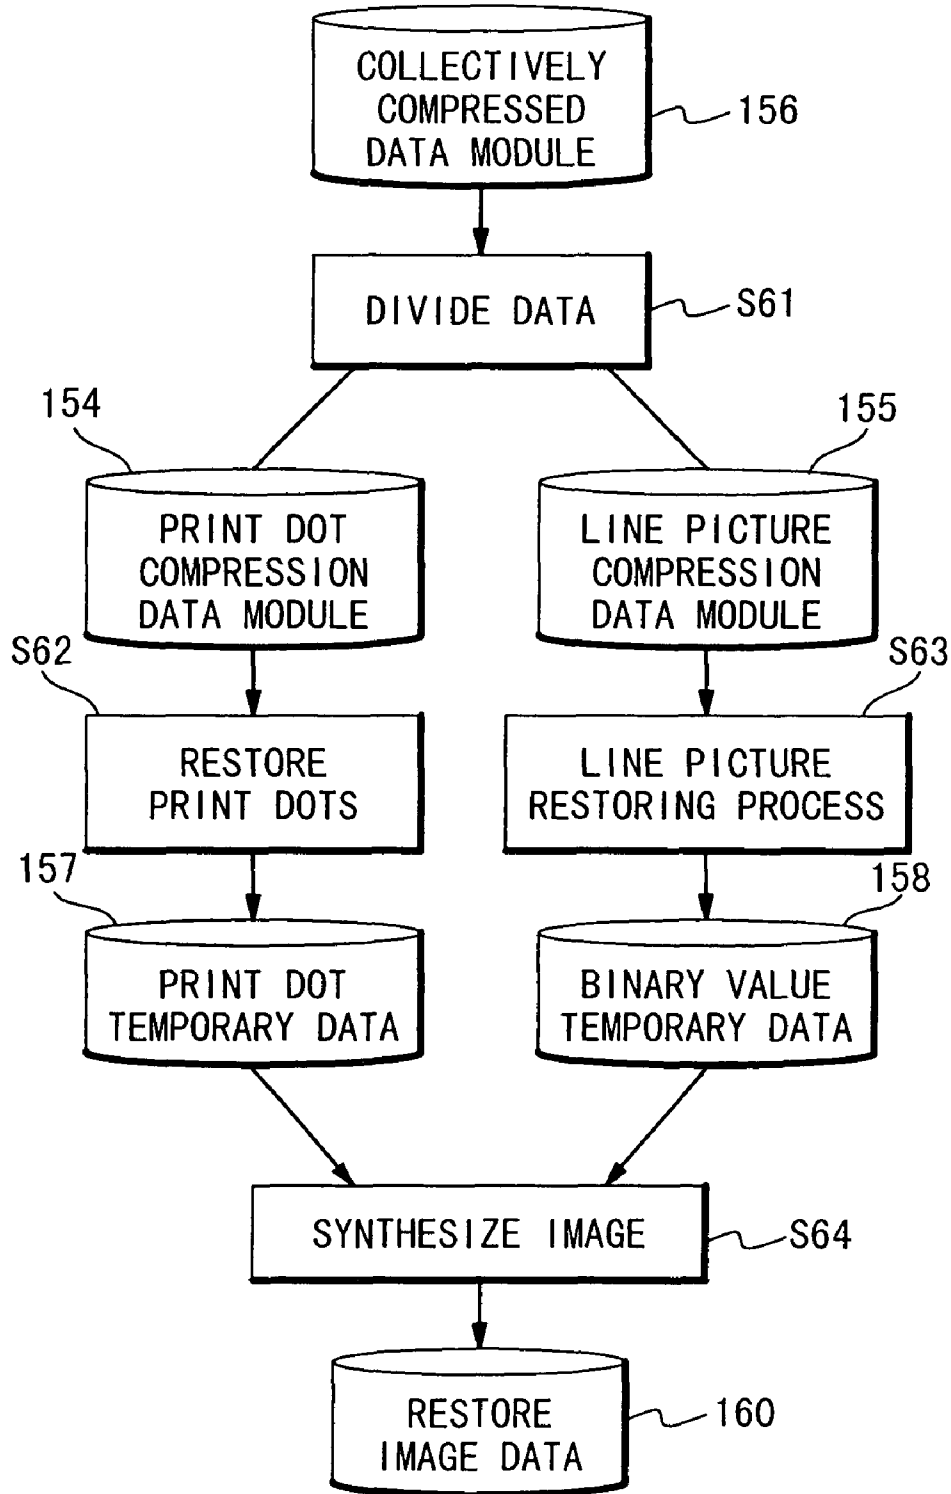 COLLECTIVELY
COMPRESSED
DATA MODULE
156
DIVIDE DATA
S61
154
155
PRINT DOT
COMPRESSION
DATA MODULE
LINE PICTURE
COMPRESSION
DATA MODULE
S62
S63
RESTORE
PRINT DOTS
LINE PICTURE
RESTORING PROCESS
157
158
PRINT DOT
TEMPORARY DATA
BINARY VALUE
TEMPORARY DATA
SYNTHESIZE IMAGE
S64
RESTORE
IMAGE DATA
160